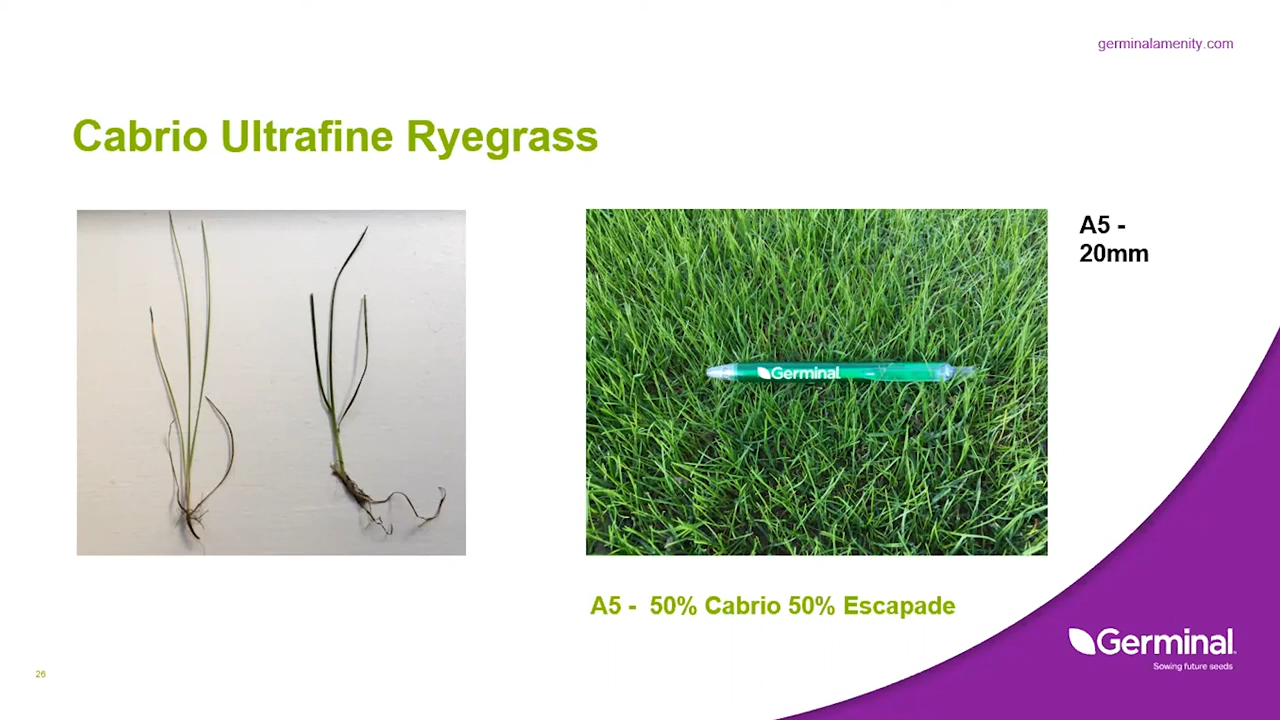 germinalamenity.com
Cabrio Ultrafine Ryegrass
A5 -
20mm
Germinal
A5 - 50% Cabrio 50% Escapade
Germinal
Sowing future seeds
26